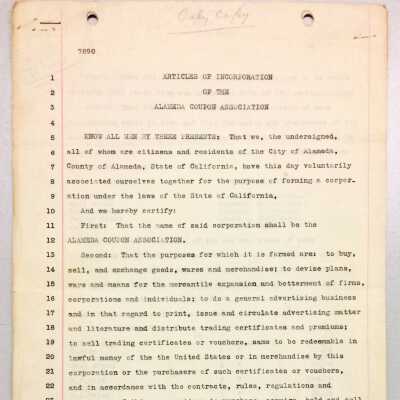 Copy
7890
1 ARTICLES OF INCORPORATION
2 OF THE
3 ALAMEDA COUPON ASSOCIATION
4
5 KNOW ALL MEN BY THESE PRESENTS: That we, the undersigned,
6 all of whom are citizens and residents of the City of Alameda,
7 County of Alameda, State of California, have this day voluntarily
8 associated ourselves together for the purpose of forming a corpor-
9 ation under the laws of the State of California,
10 And we hereby certify:
11 First: That the name of said corporation shall be the
12 ALAMEDA COUPON ASSOCIATION.
13 Second: That the purposes for which it is formed are: to buy,
14 sell, and exchange goods, wares and merchandise; to devise plans,
15 ways and means for the mercantile expansion and betterment of firms,
16 corporations and individuals; to do a general advertising business
17 and in that regard to print, issue and circulate advertising matter
18 and literature and distribute trading certificates and premiums;
19 to sell trading certificates or vouchers, same to be redeemable in
20 lawful money of the the United States or in merchandise by this
21 corporation or the purchasers of such certificates or vouchers,
22 and in accordance with the contracts, rules, regulations and